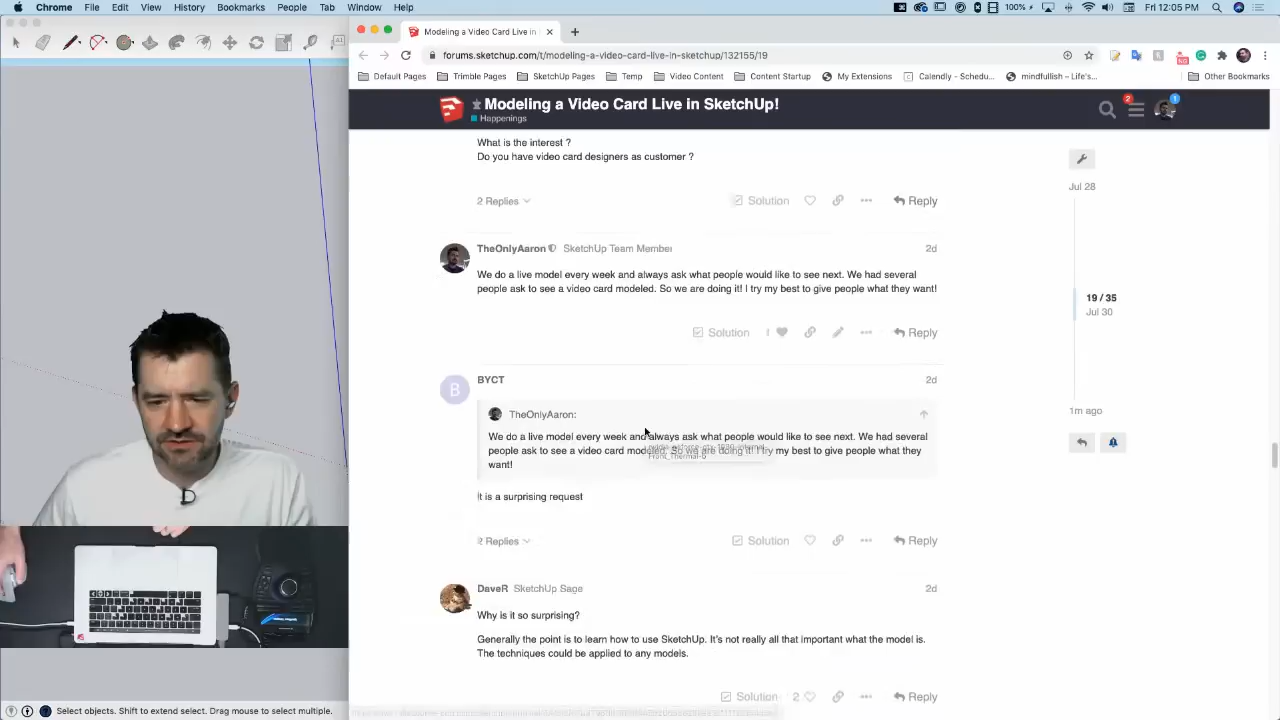 Chrome File Edit View History Bookmarks People Tab Window Help 100% Fri 12:05 PM
Modeling a Video Card Live in
forums.sketchup.com/t/modeling-a-video-card-live-in-sketchup/132155/19
Default Pages Trimble Pages SketchUp Pages Temp Video Content Content Startup My Extensions Calendly - Schedu... mindfullish – Life's... Other Bookmarks
Modeling a Video Card Live in SketchUp!
Happenings
2
1
What is the interest ?
Do you have video card designers as customer ?
2 Replies Solution Reply
Jul 28
TheOnlyAaron SketchUp Team Member 2d
We do a live model every week and always ask what people would like to see next. We had several
people ask to see a video card modeled. So we are doing it! I try my best to give people what they want!
19 / 35
Jul 30
Solution Reply
BYCT 2d
B
TheOnlyAaron:
We do a live model every week and always ask what people would like to see next. We had several
people ask to see a video card modeled. So we are doing it! I try my best to give people what they
want!
1m ago
It is a surprising request
2 Replies Solution Reply
DaveR SketchUp Sage 2d
Why is it so surprising?
Generally the point is to learn how to use SketchUp. It's not really all that important what the model is.
The techniques could be applied to any models.
Solution 2 Reply
Select objects. Shift to extend select. Drag mouse to select multiple.